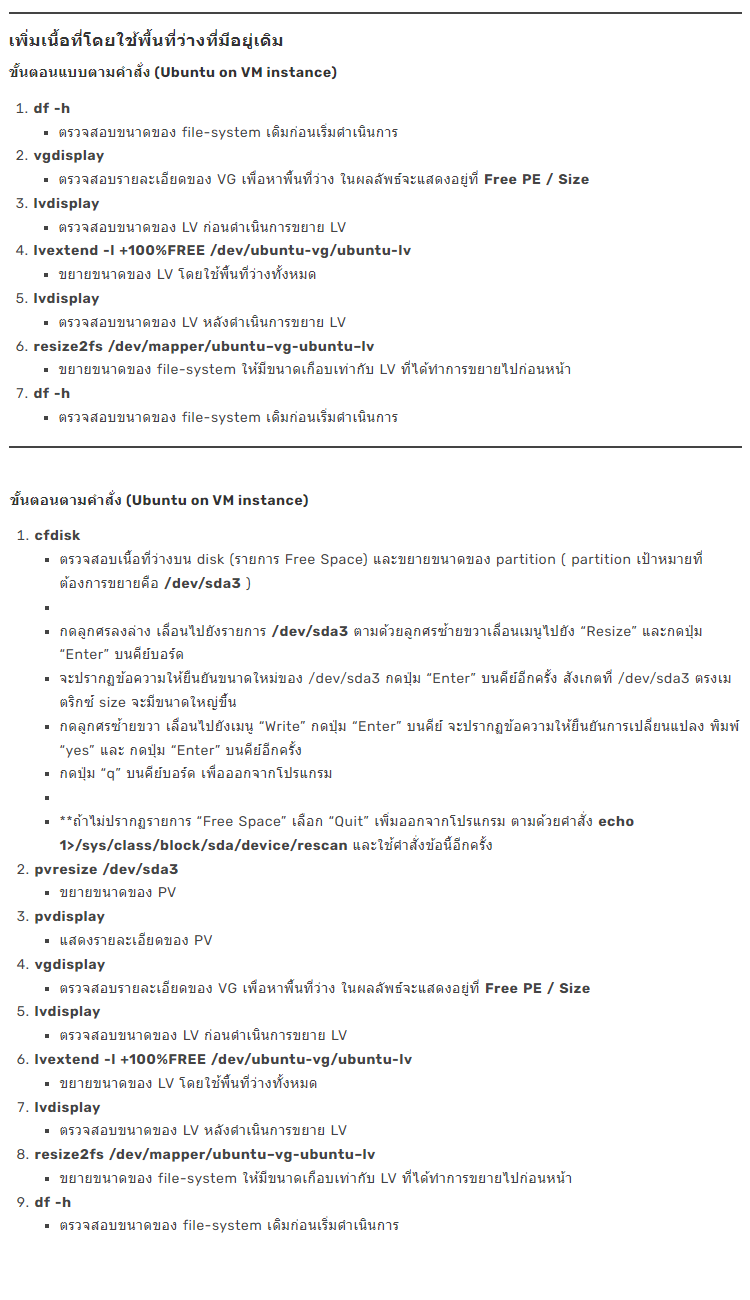 เพิ่มเนื้อที่โดยใช้พื้นที่ว่างที่มีอยู่เดิม
ขั้นตอนแบบตามคำสั่ง (Ubuntu on VM instance)
1. df -h
▪ ตรวจสอบขนาดของ file-system เดิมก่อนเริ่มดำเนินการ
2. vgdisplay
▪ ตรวจสอบรายละเอียดของ VG เพื่อหาพื้นที่ว่าง ในผลลัพธ์จะแสดงอยู่ที่ Free PE / Size
3. lvdisplay
▪ ตรวจสอบขนาดของ LV ก่อนดำเนินการขยาย LV
4. lvextend -l +100%FREE /dev/ubuntu-vg/ubuntu-lv
▪ ขยายขนาดของ LV โดยใช้พื้นที่ว่างทั้งหมด
5. lvdisplay
▪ ตรวจสอบขนาดของ LV หลังดำเนินการขยาย LV
6. resize2fs /dev/mapper/ubuntu–vg-ubuntu–lv
▪ ขยายขนาดของ file-system ให้มีขนาดเกือบเท่ากับ LV ที่ได้ทำการขยายไปก่อนหน้า
7. df -h
▪ ตรวจสอบขนาดของ file-system เดิมก่อนเริ่มดำเนินการ
ขั้นตอนตามคำสั่ง (Ubuntu on VM instance)
1. cfdisk
▪ ตรวจสอบเนื้อที่ว่างบน disk (รายการ Free Space) และขยายขนาดของ partition ( partition เป้าหมายที่
ต้องการขยายคือ /dev/sda3 )
▪
▪ กดลูกศรลงล่าง เลื่อนไปยังรายการ /dev/sda3 ตามด้วยลูกศรซ้ายขวาเลื่อนเมนูไปยัง “Resize” และกดปุ่ม
“Enter” บนคีย์บอร์ด
▪ จะปรากฏข้อความให้ยืนยันขนาดใหม่ของ /dev/sda3 กดปุ่ม “Enter” บนคีย์อีกครั้ง สังเกตที่ /dev/sda3 ตรงเม
ตริกซ์ size จะมีขนาดใหญ่ขึ้น
▪ กดลูกศรซ้ายขวา เลื่อนไปยังเมนู “Write” กดปุ่ม “Enter” บนคีย์ จะปรากฏข้อความให้ยืนยันการเปลี่ยนแปลง พิมพ์
“yes” และ กดปุ่ม “Enter” บนคีย์อีกครั้ง
▪ กดปุ่ม “q” บนคีย์บอร์ด เพื่อออกจากโปรแกรม
▪
▪ **ถ้าไม่ปรากฏรายการ “Free Space” เลือก “Quit” เพิ่มออกจากโปรแกรม ตามด้วยคำสั่ง echo
1>/sys/class/block/sda/device/rescan และใช้คำสั่งข้อนี้อีกครั้ง
2. pvresize /dev/sda3
▪ ขยายขนาดของ PV
3. pvdisplay
▪ แสดงรายละเอียดของ PV
4. vgdisplay
▪ ตรวจสอบรายละเอียดของ VG เพื่อหาพื้นที่ว่าง ในผลลัพธ์จะแสดงอยู่ที่ Free PE / Size
5. lvdisplay
▪ ตรวจสอบขนาดของ LV ก่อนดำเนินการขยาย LV
6. lvextend -l +100%FREE /dev/ubuntu-vg/ubuntu-lv
▪ ขยายขนาดของ LV โดยใช้พื้นที่ว่างทั้งหมด
7. lvdisplay
▪ ตรวจสอบขนาดของ LV หลังดำเนินการขยาย LV
8. resize2fs /dev/mapper/ubuntu–vg-ubuntu–lv
▪ ขยายขนาดของ file-system ให้มีขนาดเกือบเท่ากับ LV ที่ได้ทำการขยายไปก่อนหน้า
9. df -h
▪ ตรวจสอบขนาดของ file-system เดิมก่อนเริ่มดำเนินการ